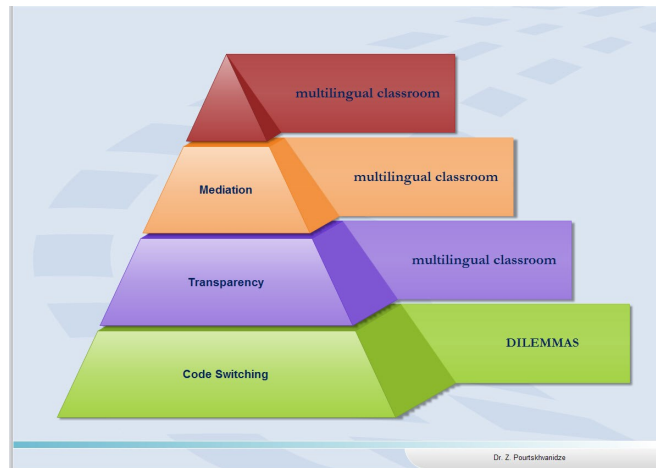 multilingual classroom
Mediation
multilingual classroom
Transparency
multilingual classroom
Code Switching
DILEMMAS
Dr. Z. Pourtskhvanidze